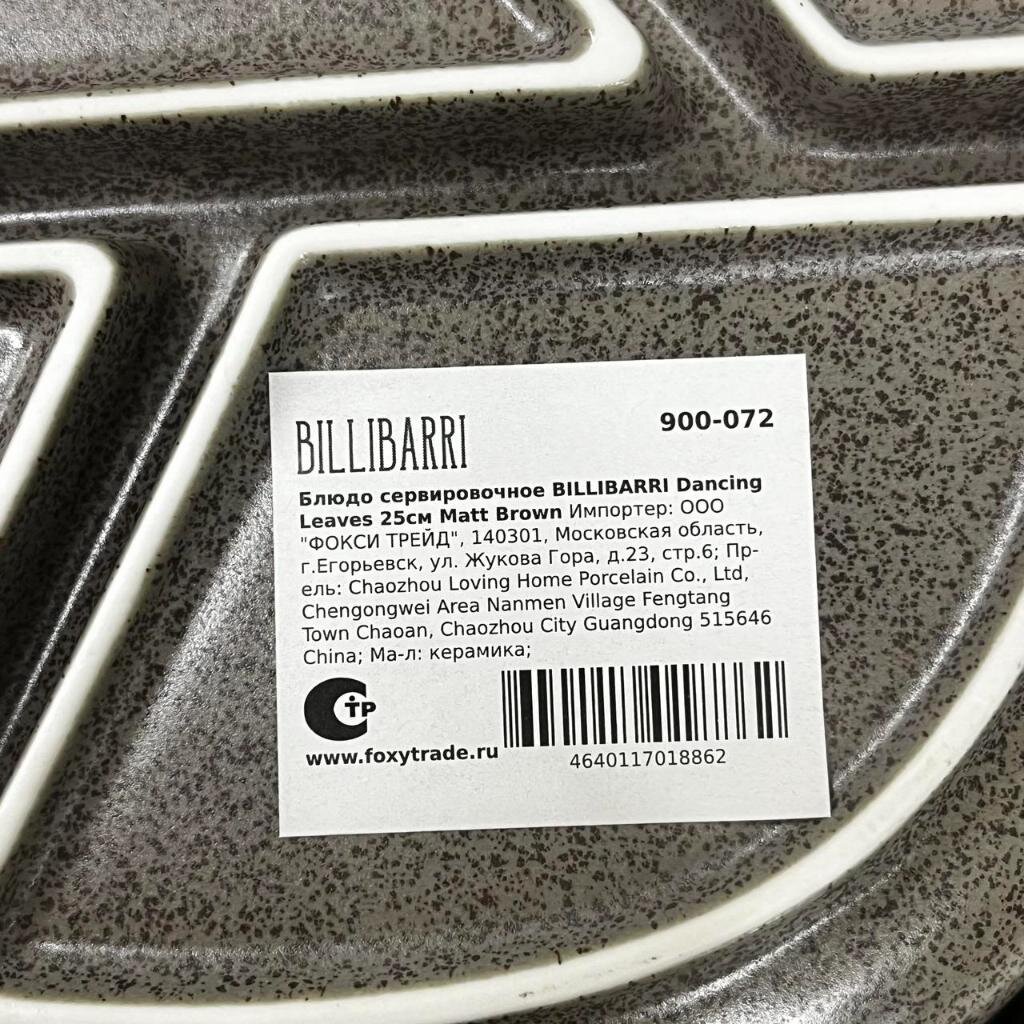 BILLIBARRI
900-072
Блюдо сервировочное BILLIBARRI Dancing
Leaves 25см Matt Brown Импортер: ООО
"ФОКСИ ТРЕЙД", 140301, Московская область,
г.Егорьевск, ул. Жукова Гора, д.23, стр.6; Пр-
ель: Chaozhou Loving Home Porcelain Co., Ltd,
Chengongwei Area Nanmen Village Fengtang
Town Chaoan, Chaozhou City Guangdong 515646
China; Ма-л: керамика;
СТР
www.foxytrade.ru
4640117018862